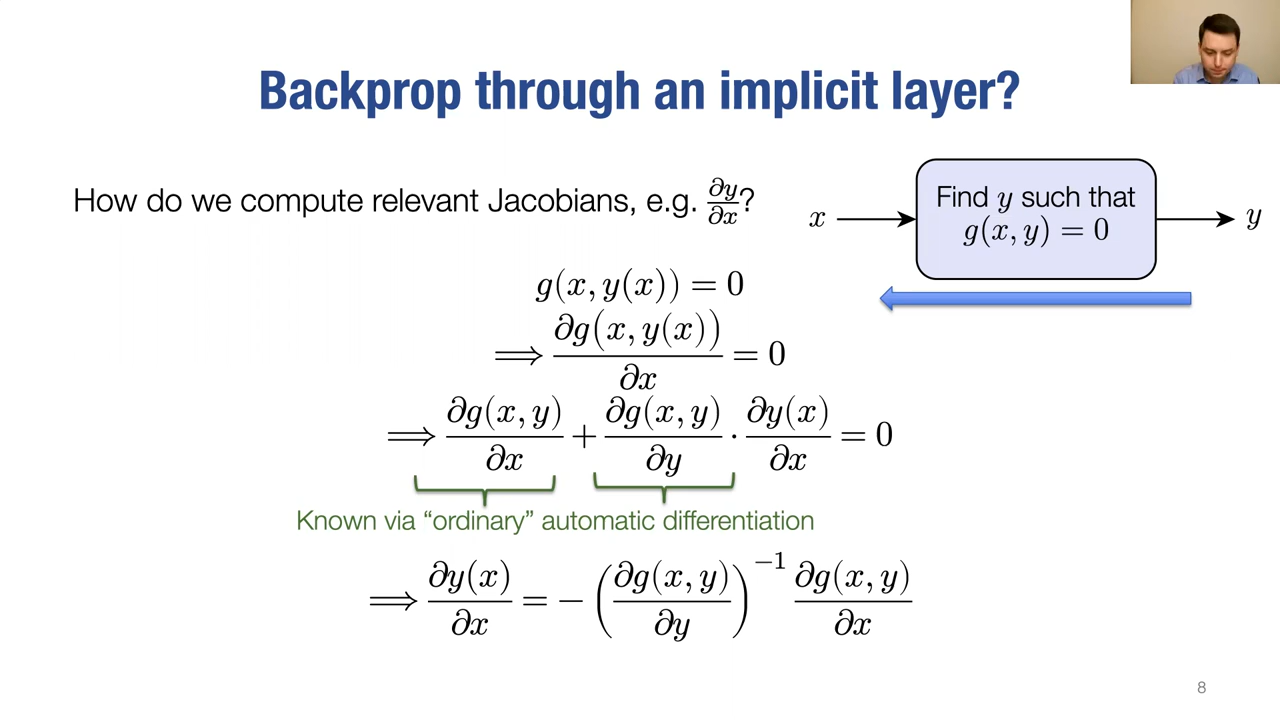 Backprop through an implicit layer?
How do we compute relevant Jacobians, e.g. ∂y/∂x?
x
Find y such that
g(x, y) = 0
y
g(x, y(x)) = 0
⟹ ∂g(x, y(x))/∂x = 0
⟹ ∂g(x, y)/∂x + ∂g(x, y)/∂y · ∂y(x)/∂x = 0
Known via “ordinary” automatic differentiation
⟹ ∂y(x)/∂x = − (∂g(x, y)/∂y)⁻¹ ∂g(x, y)/∂x
8